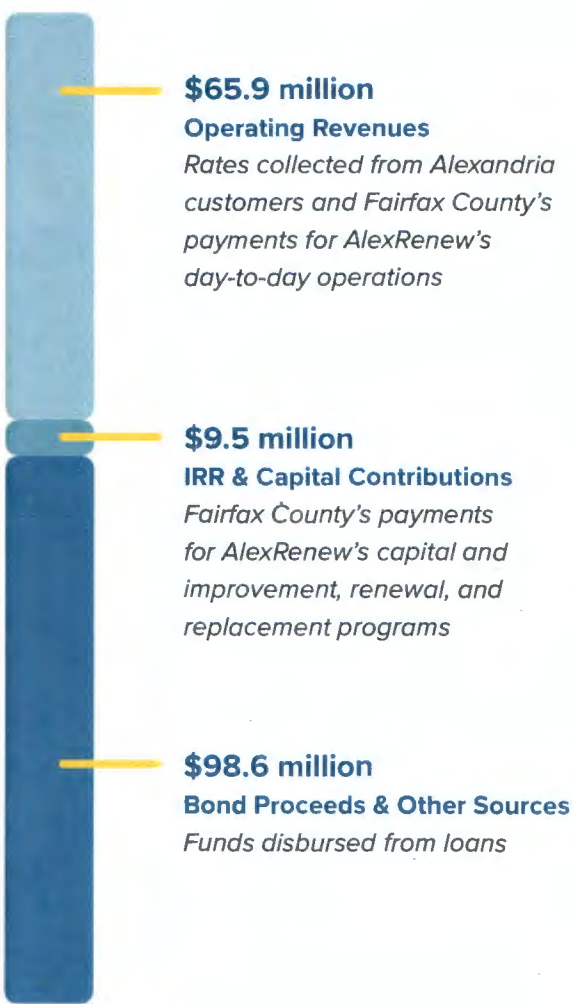 $65.9 million
Operating Revenues
Rates collected from Alexandria
customers and Fairfax County's
payments for AlexRenew's
day-to-day operations
$9.5 million
IRR & Capital Contributions
Fairfax County's payments
for AlexRenew's capital and
improvement, renewal, and
replacement programs
$98.6 million
Bond Proceeds & Other Sources
Funds disbursed from loans